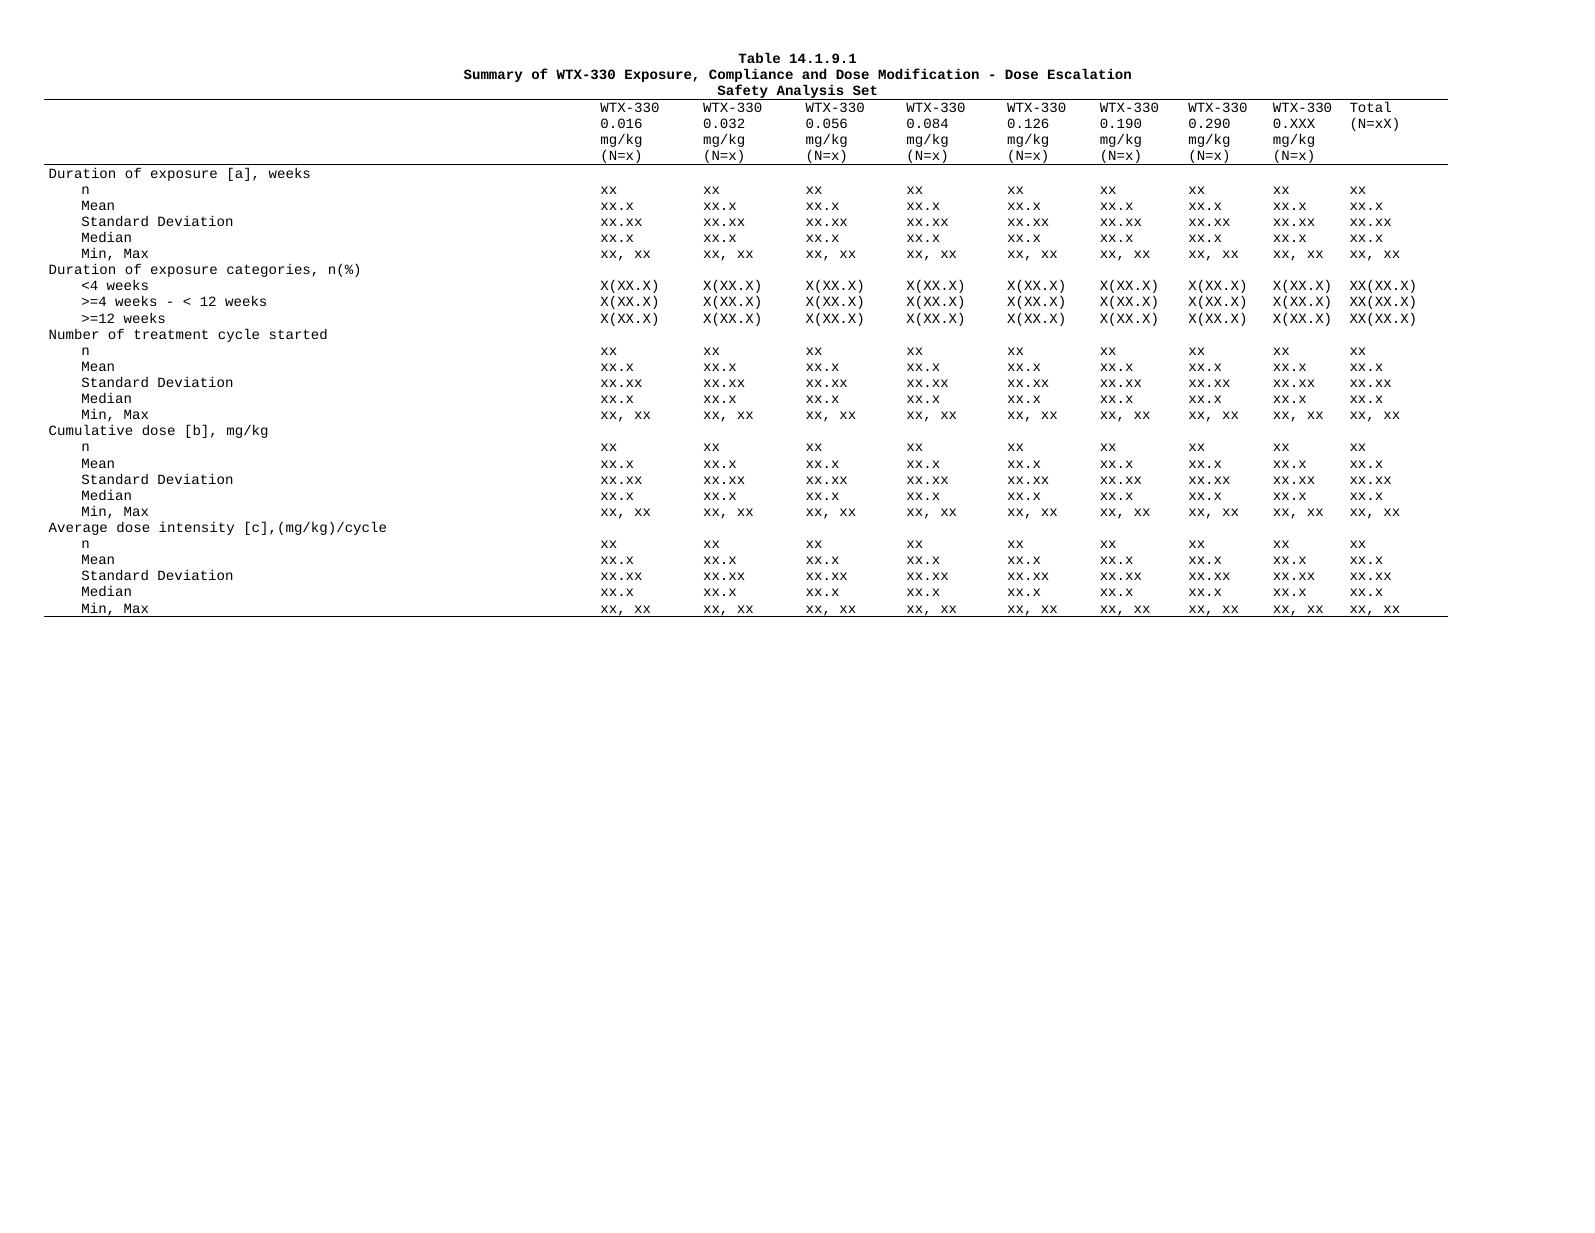 Table 14.1.9.1
Summary of WTX-330 Exposure, Compliance and Dose Modification - Dose Escalation
Safety Analysis Set
WTX-330 WTX-330 WTX-330 WTX-330 WTX-330 WTX-330 WTX-330 WTX-330 Total
0.016 0.032 0.056 0.084 0.126 0.190 0.290 0.XXX (N=xX)
mg/kg mg/kg mg/kg mg/kg mg/kg mg/kg mg/kg mg/kg
(N=x) (N=x) (N=x) (N=x) (N=x) (N=x) (N=x) (N=x)
Duration of exposure [a], weeks
n xx xx xx xx xx xx xx xx xx
Mean xx.x xx.x xx.x xx.x xx.x xx.x xx.x xx.x xx.x
Standard Deviation xx.xx xx.xx xx.xx xx.xx xx.xx xx.xx xx.xx xx.xx xx.xx
Median xx.x xx.x xx.x xx.x xx.x xx.x xx.x xx.x xx.x
Min, Max xx, xx xx, xx xx, xx xx, xx xx, xx xx, xx xx, xx xx, xx xx, xx
Duration of exposure categories, n(%)
<4 weeks X(XX.X) X(XX.X) X(XX.X) X(XX.X) X(XX.X) X(XX.X) X(XX.X) X(XX.X) XX(XX.X)
>=4 weeks - < 12 weeks X(XX.X) X(XX.X) X(XX.X) X(XX.X) X(XX.X) X(XX.X) X(XX.X) X(XX.X) XX(XX.X)
>=12 weeks X(XX.X) X(XX.X) X(XX.X) X(XX.X) X(XX.X) X(XX.X) X(XX.X) X(XX.X) XX(XX.X)
Number of treatment cycle started
n xx xx xx xx xx xx xx xx xx
Mean xx.x xx.x xx.x xx.x xx.x xx.x xx.x xx.x xx.x
Standard Deviation xx.xx xx.xx xx.xx xx.xx xx.xx xx.xx xx.xx xx.xx xx.xx
Median xx.x xx.x xx.x xx.x xx.x xx.x xx.x xx.x xx.x
Min, Max xx, xx xx, xx xx, xx xx, xx xx, xx xx, xx xx, xx xx, xx xx, xx
Cumulative dose [b], mg/kg
n xx xx xx xx xx xx xx xx xx
Mean xx.x xx.x xx.x xx.x xx.x xx.x xx.x xx.x xx.x
Standard Deviation xx.xx xx.xx xx.xx xx.xx xx.xx xx.xx xx.xx xx.xx xx.xx
Median xx.x xx.x xx.x xx.x xx.x xx.x xx.x xx.x xx.x
Min, Max xx, xx xx, xx xx, xx xx, xx xx, xx xx, xx xx, xx xx, xx xx, xx
Average dose intensity [c],(mg/kg)/cycle
n xx xx xx xx xx xx xx xx xx
Mean xx.x xx.x xx.x xx.x xx.x xx.x xx.x xx.x xx.x
Standard Deviation xx.xx xx.xx xx.xx xx.xx xx.xx xx.xx xx.xx xx.xx xx.xx
Median xx.x xx.x xx.x xx.x xx.x xx.x xx.x xx.x xx.x
Min, Max xx, xx xx, xx xx, xx xx, xx xx, xx xx, xx xx, xx xx, xx xx, xx